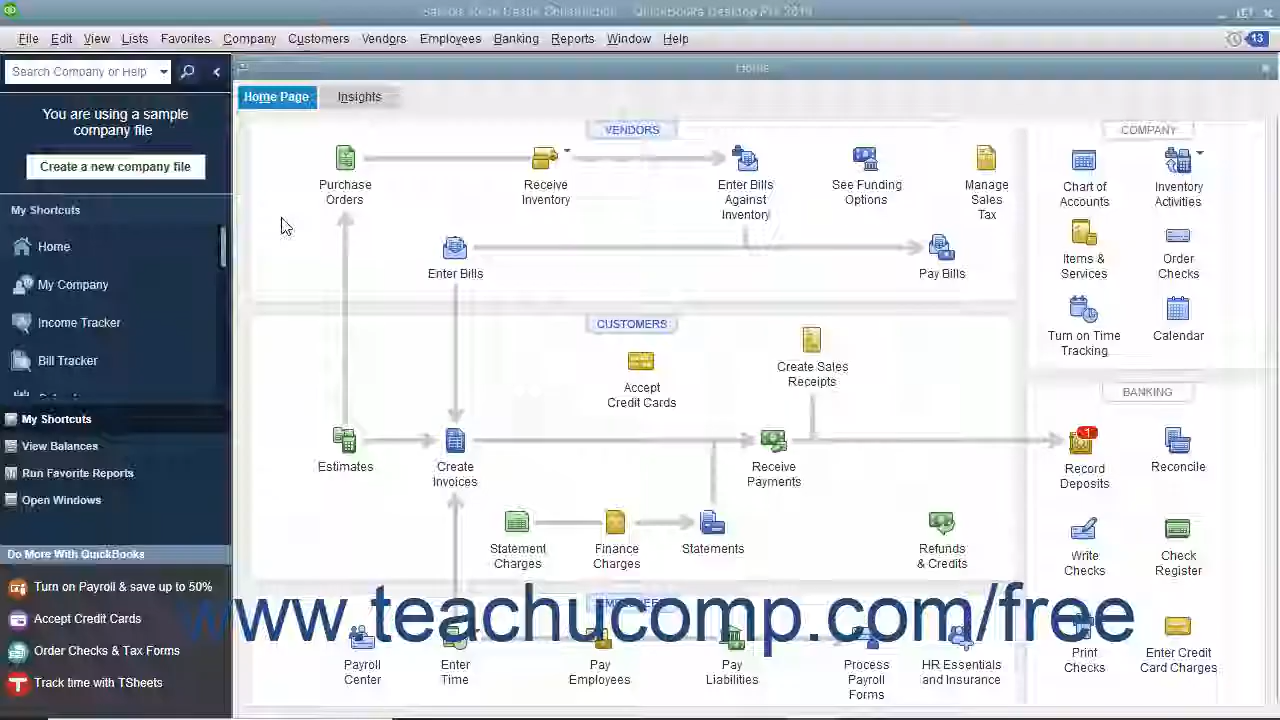 QuickBooks Desktop Pro 2019
File Edit View Lists Favorites Company Customers Vendors Employees Banking Reports Window Help
13
Search Company or Help
Home
Home Page
Insights
You are using a sample
company file
Create a new company file
My Shortcuts
Home
My Company
Income Tracker
Bill Tracker
My Shortcuts
View Balances
Run Favorite Reports
Open Windows
Do More With QuickBooks
Turn on Payroll & save up to 50%
Accept Credit Cards
Order Checks & Tax Forms
Track time with TSheets
VENDORS
Purchase
Orders
Receive
Inventory
Enter Bills
Against
Inventory
See Funding
Options
Manage
Sales
Tax
Enter Bills
Pay Bills
CUSTOMERS
Accept
Credit Cards
Create Sales
Receipts
Estimates
Create
Invoices
Receive
Payments
Statement
Charges
Finance
Charges
Statements
Refunds
& Credits
EMPLOYEES
Payroll
Center
Enter
Time
Pay
Employees
Pay
Liabilities
Process
Payroll
Forms
HR Essentials
and Insurance
COMPANY
Chart of
Accounts
Inventory
Activities
Items &
Services
Order
Checks
Turn on Time
Tracking
Calendar
BANKING
1
Record
Deposits
Reconcile
Write
Checks
Check
Register
Print
Checks
Enter Credit
Card Charges
www.teachucomp.com/free